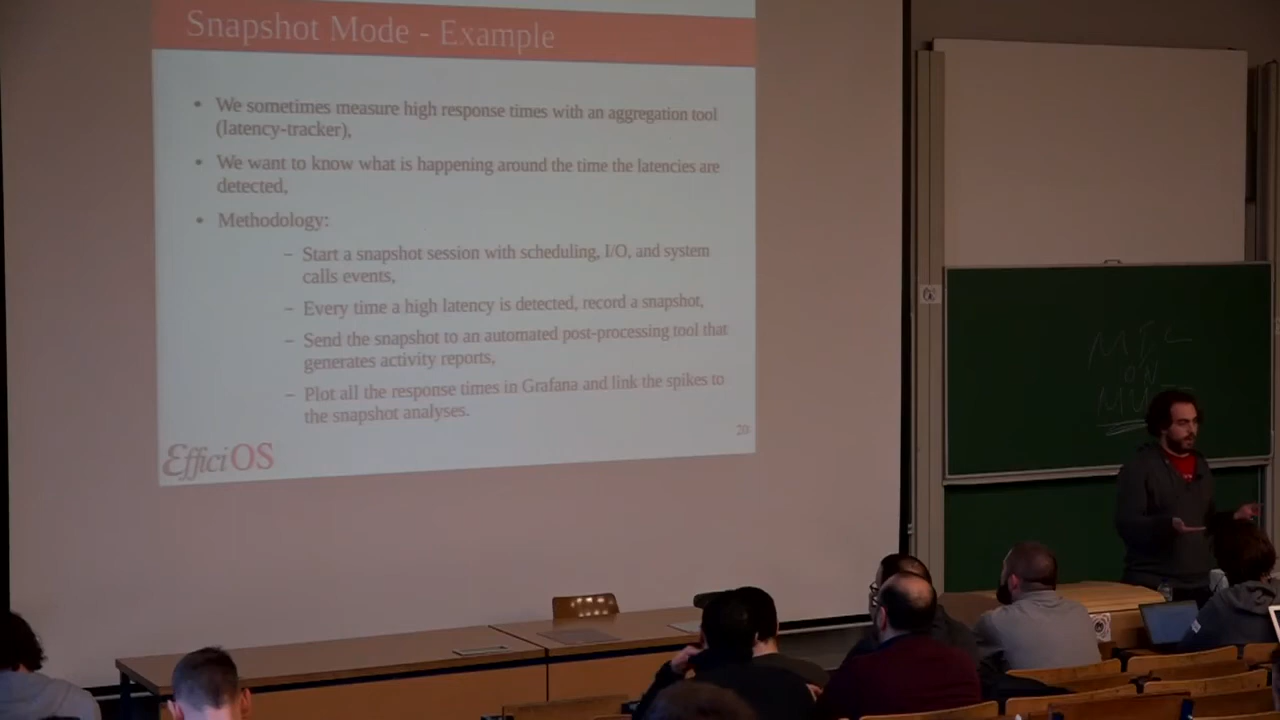 Snapshot Mode - Example
• We sometimes measure high response times with an aggregation tool
(latency-tracker),
• We want to know what is happening around the time the latencies are
detected,
• Methodology:
– Start a snapshot session with scheduling, I/O, and system
calls events,
– Every time a high latency is detected, record a snapshot,
– Send the snapshot to an automated post-processing tool that
generates activity reports,
– Plot all the response times in Grafana and link the spikes to
the snapshot analyses.
20
EfficiOS
ON